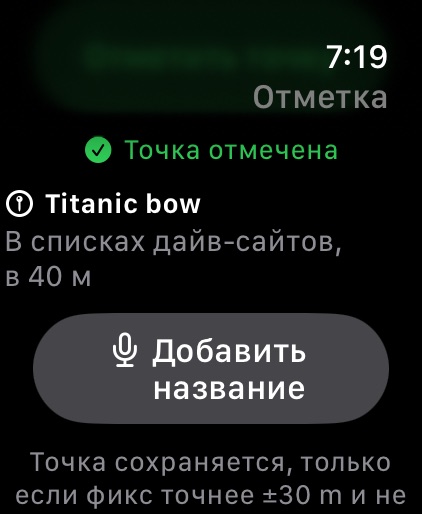 7:19
Отметка
Точка отмечена
Titanic bow
В списках дайв-сайтов,
в 40 м
Добавить
название
Точка сохраняется, только
если фикс точнее ±30 m и не